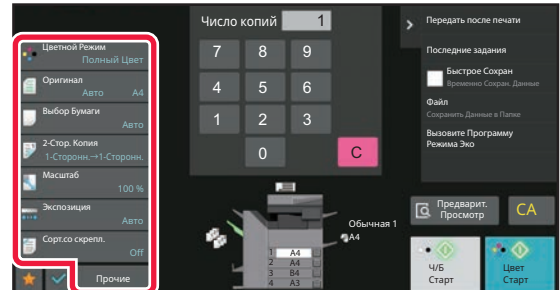 Цветной Режим
Полный Цвет
Оригинал
Авто A4
Выбор Бумаги
Авто
2-Стор. Копия
1-Сторонн.→1-Сторонн.
Масштаб
100 %
Экспозиция
Авто
Сорт.со скрепл.
Off
Прочие
Число копий 1
7 8 9
4 5 6
1 2 3
0 C
Обычная 1
A4
1 A4
2 A4
3 B4
4 A3
Передать после печати
Последние задания
Быстрое Сохран
Временно Сохран. Данные
Файл
Сохранить Данные в Папке
Вызовите Программу
Режима Эко
Предварит.
Просмотр
CA
Ч/Б
Старт
Цвет
Старт